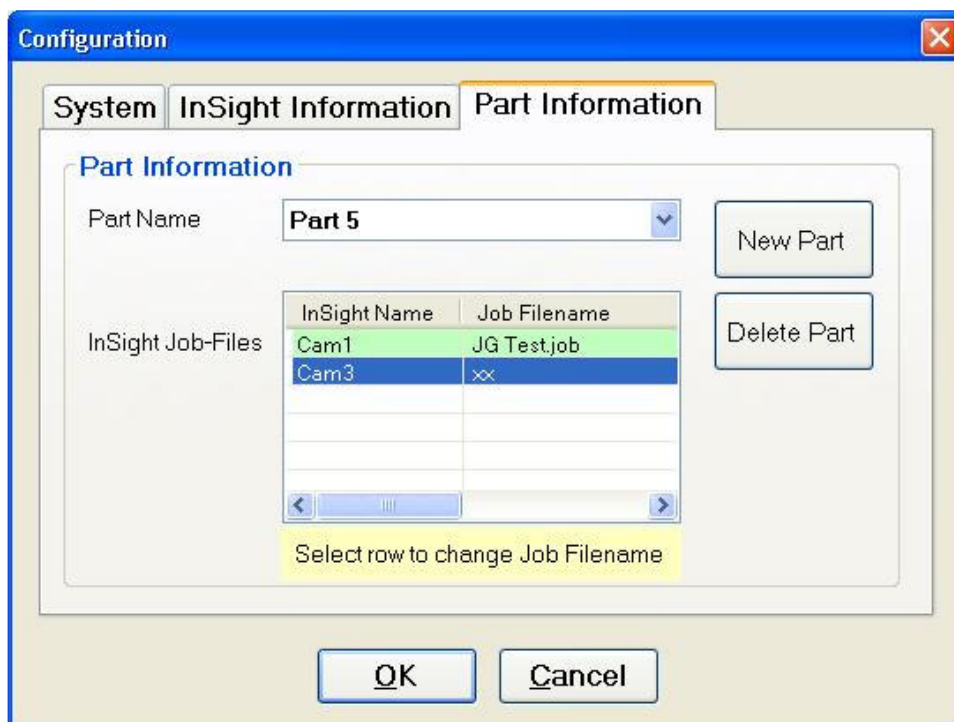 Configuration
System InSight Information Part Information
Part Information
Part Name Part 5 New Part
InSight Name Job Filename
InSight Job-Files Cam1 JG Test.job Delete Part
Cam3 xx
Select row to change Job Filename
OK Cancel